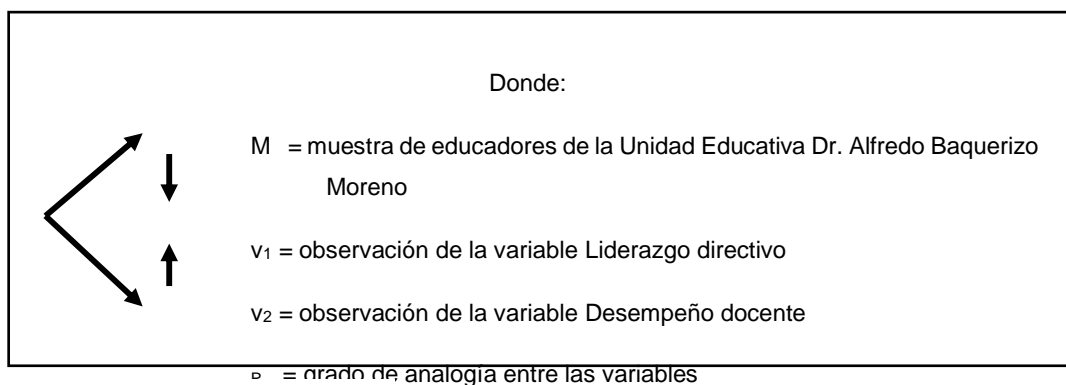 Donde:
M = muestra de educadores de la Unidad Educativa Dr. Alfredo Baquerizo
Moreno
v₁ = observación de la variable Liderazgo directivo
v₂ = observación de la variable Desempeño docente
= grado de analogía entre las variables